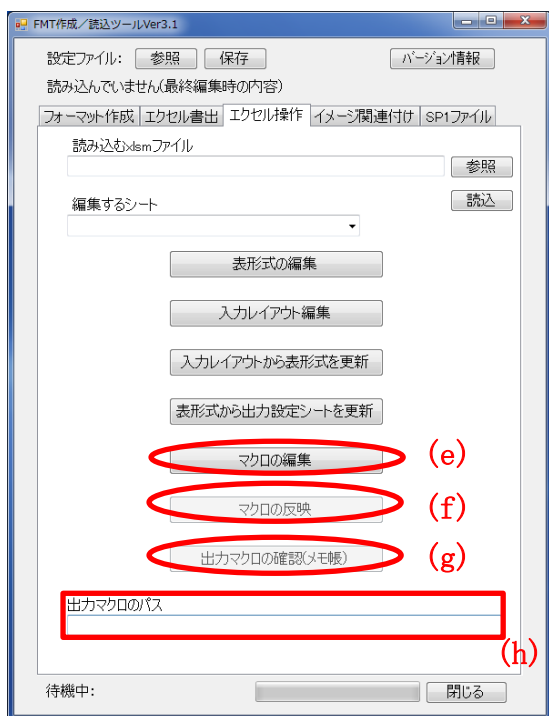 FMT作成／読込ツールVer3.1
設定ファイル: 参照 保存 バージョン情報
読み込んでいません(最終編集時の内容)
フォーマット作成 エクセル書出 エクセル操作 イメージ関連付け SP1ファイル
読み込むxlsmファイル
参照
編集するシート 読込
表形式の編集
入力レイアウト編集
入力レイアウトから表形式を更新
表形式から出力設定シートを更新
マクロの編集 (e)
マクロの反映 (f)
出力マクロの確認(メモ帳) (g)
出力マクロのパス
(h)
待機中: 閉じる